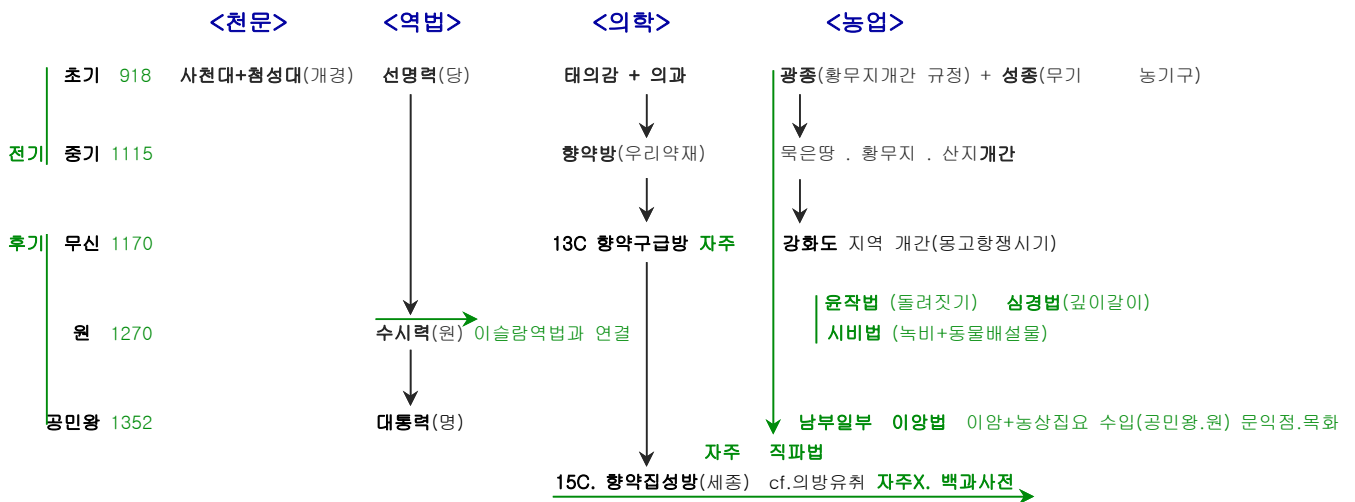 <천문> <역법> <의학> <농업>
초기 918 사천대+첨성대(개경) 선명력(당) 태의감 + 의과 광종(황무지개간 규정) + 성종(무기 농기구)
전기 중기 1115 향약방(우리약재) 묵은땅 . 황무지 . 산지개간
후기 무신 1170 13C 향약구급방 자주 강화도 지역 개간(몽고항쟁시기)
윤작법 (돌려짓기) 심경법(깊이갈이)
원 1270 수시력(원) 이슬람역법과 연결 시비법 (녹비+동물배설물)
공민왕 1352 대통력(명) 남부일부 이앙법 이암+농상집요 수입(공민왕.원) 문익점.목화
자주 직파법
15C. 향약집성방(세종) cf.의방유취 자주X. 백과사전